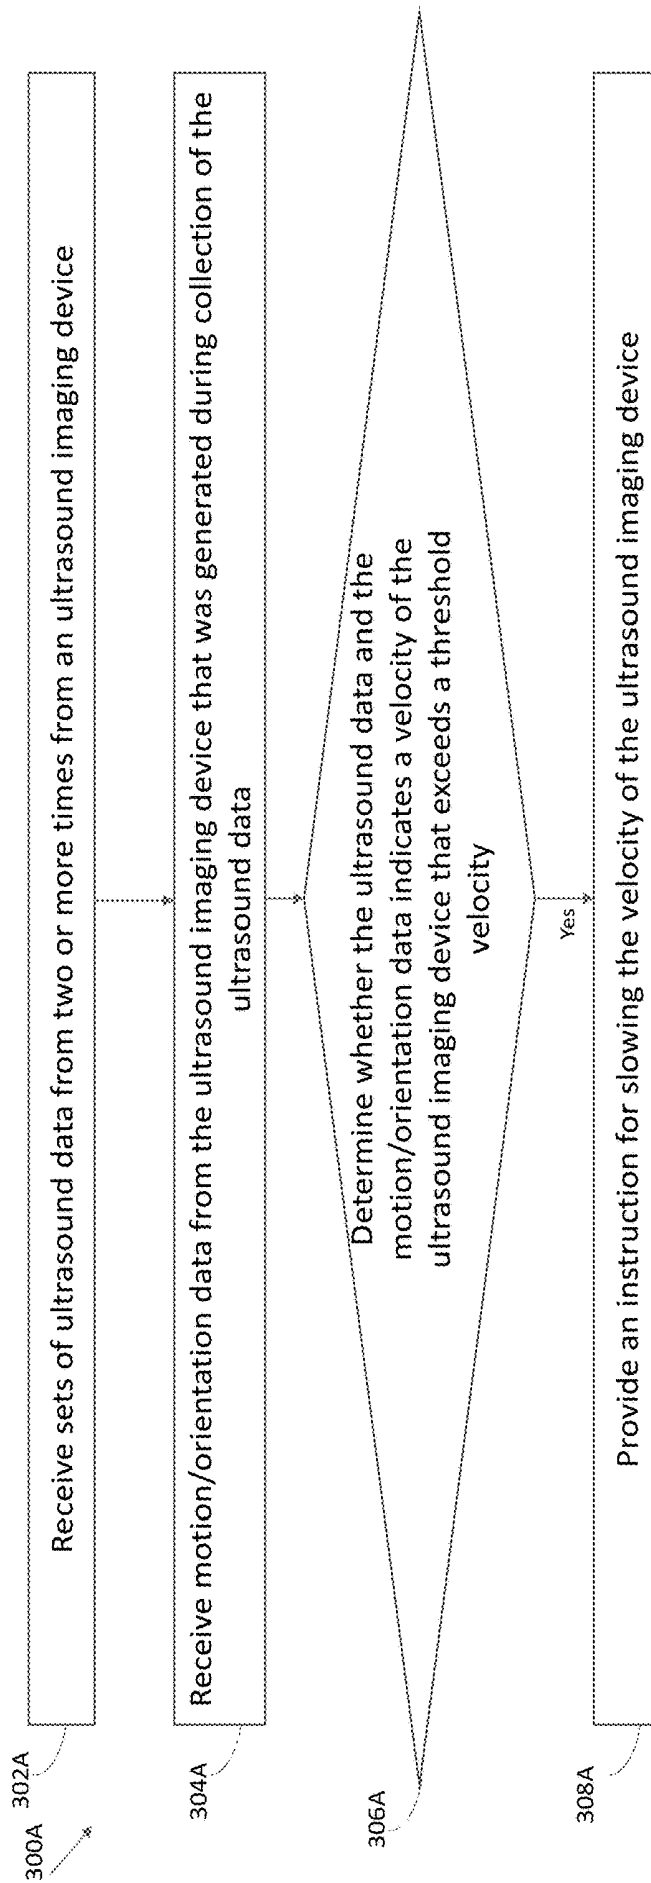 300A
302A
Receive sets of ultrasound data from two or more times from an ultrasound imaging device
304A
Receive motion/orientation data from the ultrasound imaging device that was generated during collection of the
ultrasound data
306A
Determine whether the ultrasound data and the
motion/orientation data indicates a velocity of the
ultrasound imaging device that exceeds a threshold
velocity
Yes
308A
Provide an instruction for slowing the velocity of the ultrasound imaging device